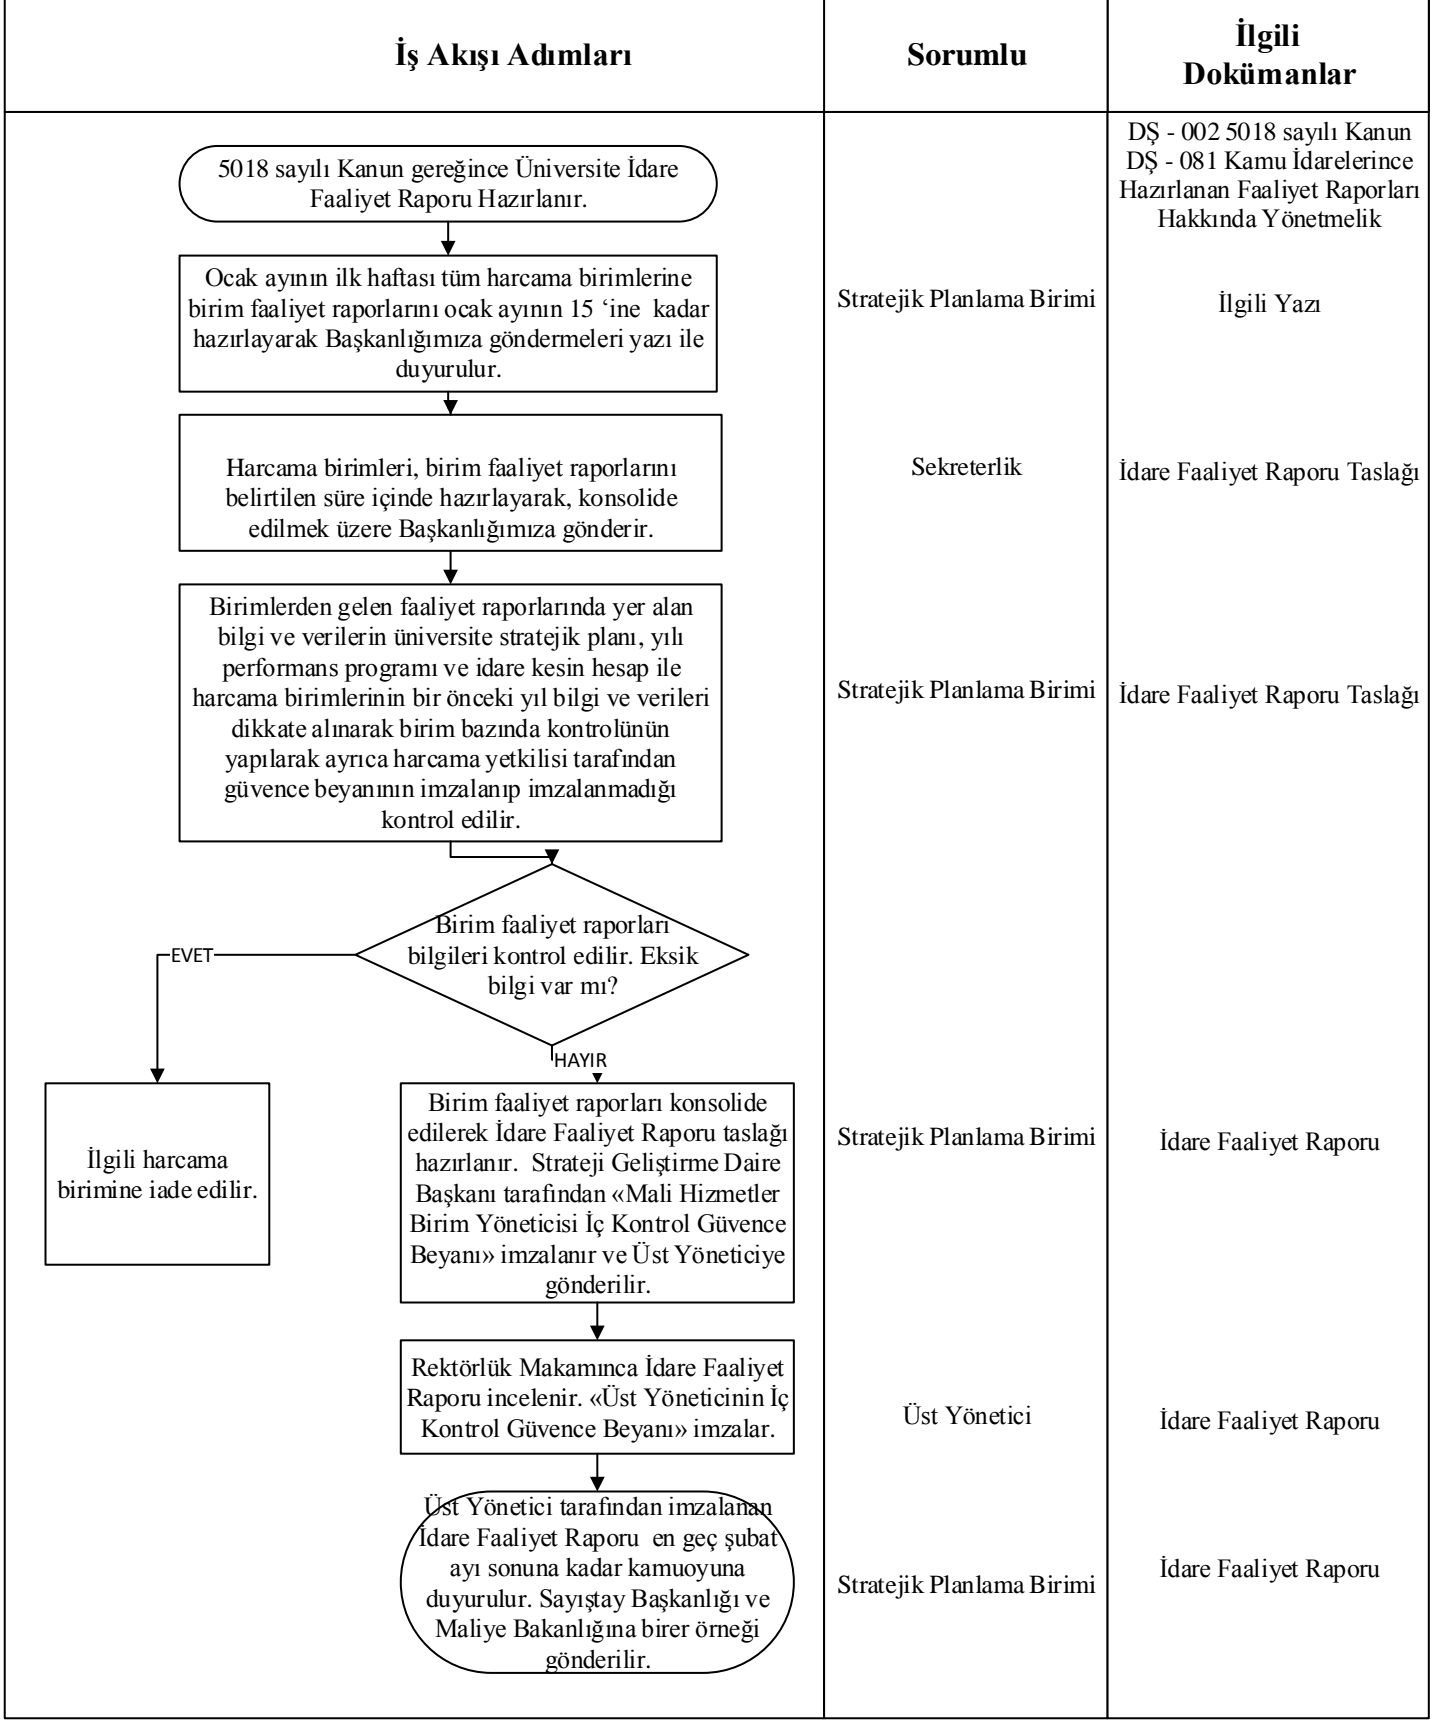 İş Akışı Adımları
Sorumlu
İlgili
Dokümanlar
DŞ - 002 5018 sayılı Kanun
DŞ - 081 Kamu İdarelerince
Hazırlanan Faaliyet Raporları
Hakkında Yönetmelik
5018 sayılı Kanun gereğince Üniversite İdare
Faaliyet Raporu Hazırlanır.
Ocak ayının ilk haftası tüm harcama birimlerine
birim faaliyet raporlarını ocak ayının 15 ‘ine kadar
hazırlayarak Başkanlığımıza göndermeleri yazı ile
duyurulur.
Stratejik Planlama Birimi
İlgili Yazı
Harcama birimleri, birim faaliyet raporlarını
belirtilen süre içinde hazırlayarak, konsolide
edilmek üzere Başkanlığımıza gönderir.
Sekreterlik
İdare Faaliyet Raporu Taslağı
Birimlerden gelen faaliyet raporlarında yer alan
bilgi ve verilerin üniversite stratejik planı, yılı
performans programı ve idare kesin hesap ile
harcama birimlerinin bir önceki yıl bilgi ve verileri
dikkate alınarak birim bazında kontrolünün
yapılarak ayrıca harcama yetkilisi tarafından
güvence beyanının imzalanıp imzalanmadığı
kontrol edilir.
Stratejik Planlama Birimi
İdare Faaliyet Raporu Taslağı
Birim faaliyet raporları
bilgileri kontrol edilir. Eksik
bilgi var mı?
EVET
HAYIR
İlgili harcama
birimine iade edilir.
Birim faaliyet raporları konsolide
edilerek İdare Faaliyet Raporu taslağı
hazırlanır. Strateji Geliştirme Daire
Başkanı tarafından «Mali Hizmetler
Birim Yöneticisi İç Kontrol Güvence
Beyanı» imzalanır ve Üst Yöneticiye
gönderilir.
Stratejik Planlama Birimi
İdare Faaliyet Raporu
Rektörlük Makamınca İdare Faaliyet
Raporu incelenir. «Üst Yöneticinin İç
Kontrol Güvence Beyanı» imzalar.
Üst Yönetici
İdare Faaliyet Raporu
Üst Yönetici tarafından imzalanan
İdare Faaliyet Raporu en geç şubat
ayı sonuna kadar kamuoyuna
duyurulur. Sayıştay Başkanlığı ve
Maliye Bakanlığına birer örneği
gönderilir.
Stratejik Planlama Birimi
İdare Faaliyet Raporu